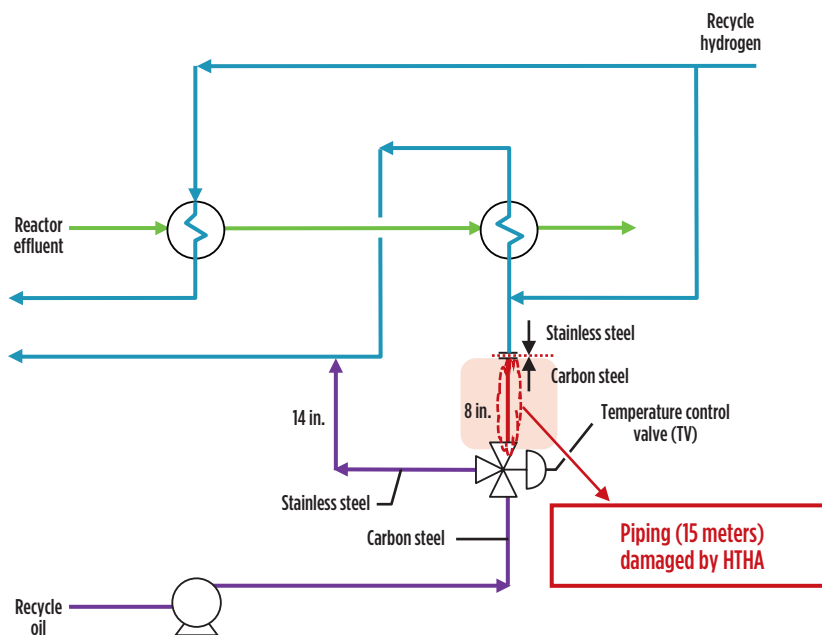 Recycle
hydrogen
Reactor
effluent
Stainless steel
Carbon steel
14 in.
8 in.
Temperature control
valve (TV)
Stainless steel
Carbon steel
Piping (15 meters)
damaged by HTHA
Recycle
oil